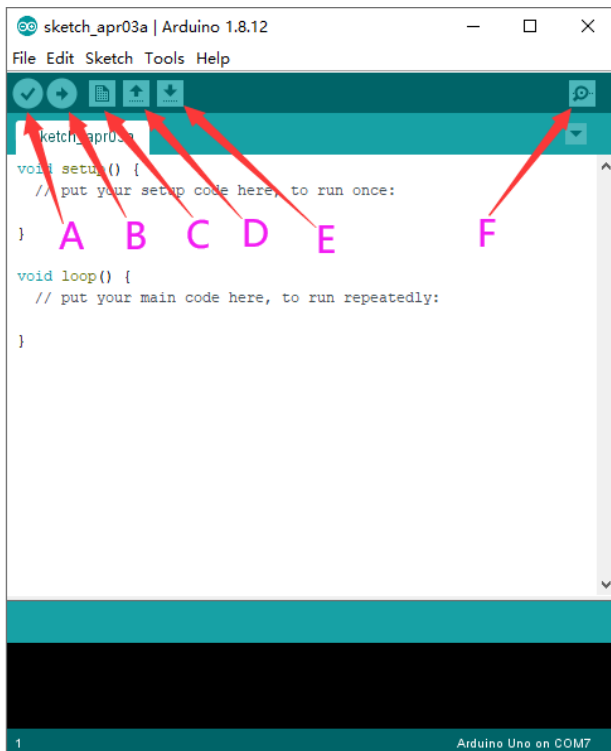 sketch_apr03a | Arduino 1.8.12
File Edit Sketch Tools Help
sketch_apr03a
void setup() {
// put your setup code here, to run once:
A B C D E F
}
void loop() {
// put your main code here, to run repeatedly:
}
1 Arduino Uno on COM7